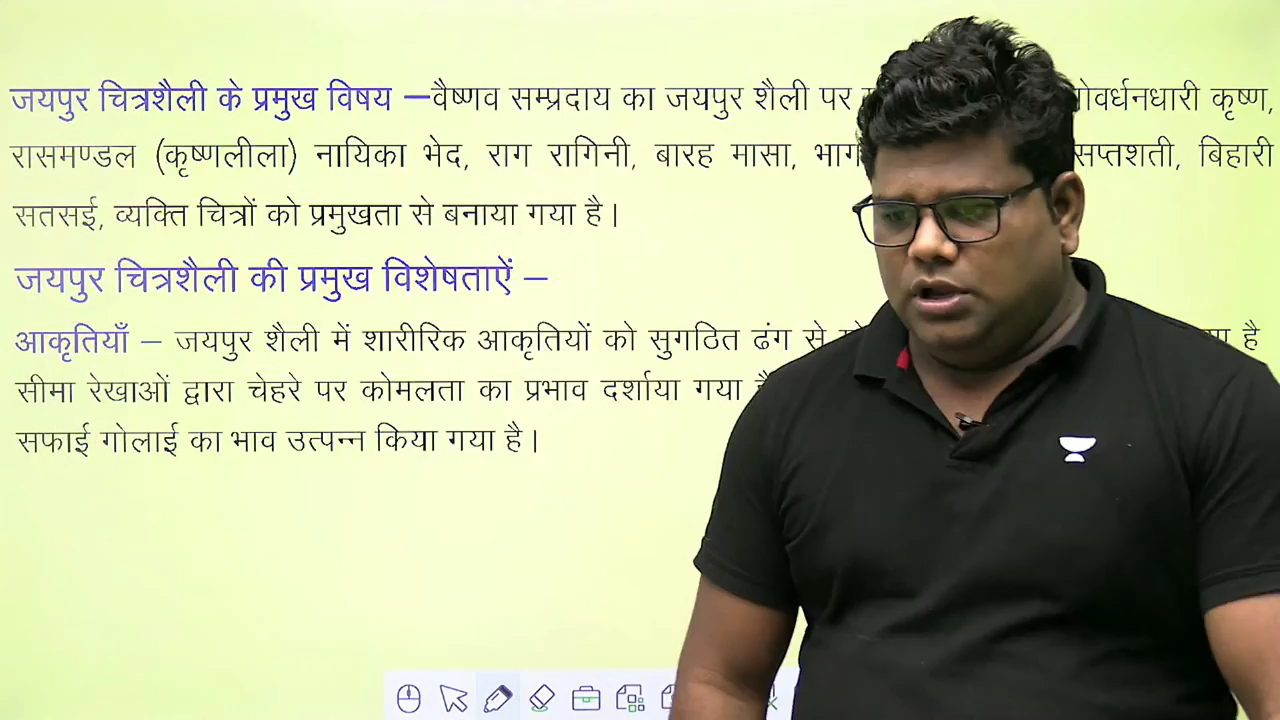 जयपुर चित्रशैली के प्रमुख विषय –वैष्णव सम्प्रदाय का जयपुर शैली पर कृष्ण,
रासमण्डल (कृष्णलीला) नायिका भेद, राग रागिनी, बारह मासा, सप्तशती, बिहारी
सतसई, व्यक्ति चित्रों को प्रमुखता से बनाया गया है।
जयपुर चित्रशैली की प्रमुख विशेषताऐं –
आकृतियाँ – जयपुर शैली में शारीरिक आकृतियों को सुगठित ढंग से है
सीमा रेखाओं द्वारा चेहरे पर कोमलता का प्रभाव दर्शाया गया
सफाई गोलाई का भाव उत्पन्न किया गया है।